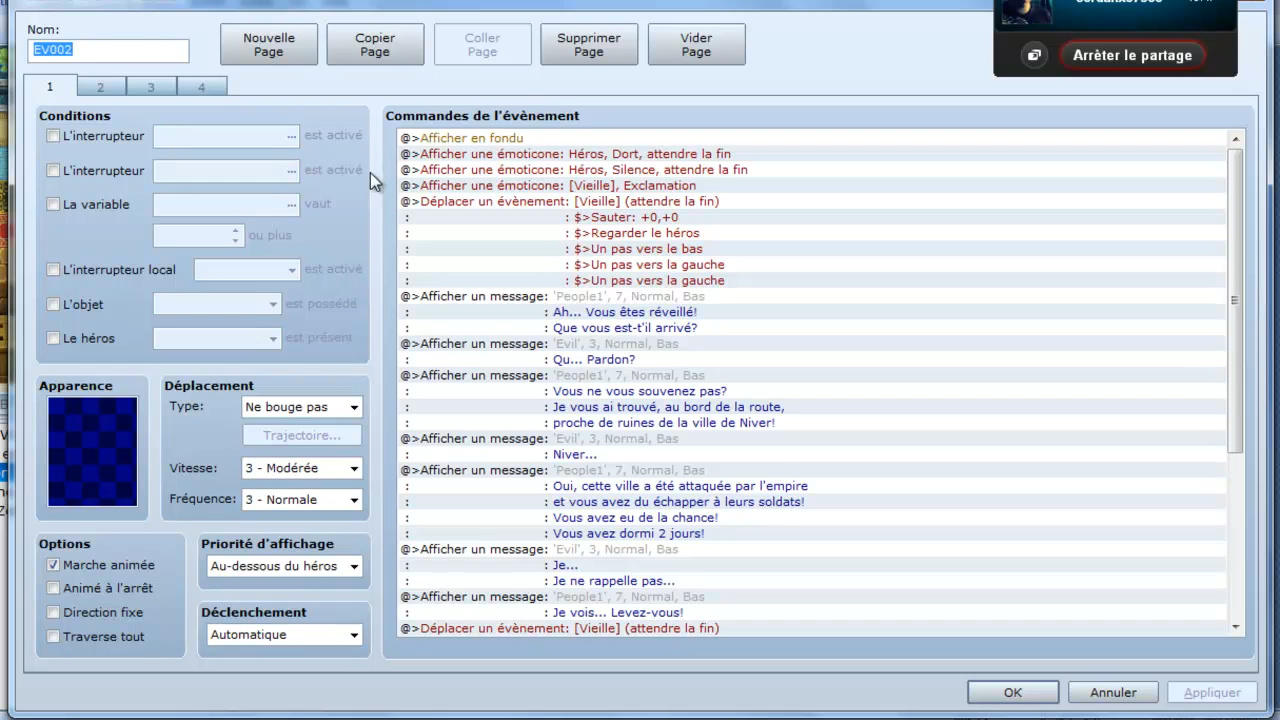 Nom:
EV002
Nouvelle Page
Copier Page
Coller Page
Supprimer Page
Vider Page
Arrêter le partage
1 2 3 4
Conditions
L'interrupteur ... est activé
L'interrupteur ... est activé
La variable ... vaut
ou plus
L'interrupteur local est activé
L'objet est possédé
Le héros est présent
Apparence
Déplacement
Type: Ne bouge pas
Trajectoire...
Vitesse: 3 - Modérée
Fréquence: 3 - Normale
Options
Marche animée
Animé à l'arrêt
Direction fixe
Traverse tout
Priorité d'affichage
Au-dessous du héros
Déclenchement
Automatique
Commandes de l'évènement
@>Afficher en fondu
@>Afficher une émoticone: Héros, Dort, attendre la fin
@>Afficher une émoticone: Héros, Silence, attendre la fin
@>Afficher une émoticone: [Vieille], Exclamation
@>Déplacer un évènement: [Vieille] (attendre la fin)
: : $>Sauter: +0,+0
: : $>Regarder le héros
: : $>Un pas vers le bas
: : $>Un pas vers la gauche
: : $>Un pas vers la gauche
@>Afficher un message: 'People1', 7, Normal, Bas
: : Ah... Vous êtes réveillé!
: : Que vous est-t'il arrivé?
@>Afficher un message: 'Evil', 3, Normal, Bas
: : Qu... Pardon?
@>Afficher un message: 'People1', 7, Normal, Bas
: : Vous ne vous souvenez pas?
: : Je vous ai trouvé, au bord de la route,
: : proche de ruines de la ville de Niver!
@>Afficher un message: 'Evil', 3, Normal, Bas
: : Niver...
@>Afficher un message: 'People1', 7, Normal, Bas
: : Oui, cette ville a été attaquée par l'empire
: : et vous avez du échapper à leurs soldats!
: : Vous avez eu de la chance!
: : Vous avez dormi 2 jours!
@>Afficher un message: 'Evil', 3, Normal, Bas
: : Je...
: : Je ne rappelle pas...
@>Afficher un message: 'People1', 7, Normal, Bas
: : Je vois... Levez-vous!
@>Déplacer un évènement: [Vieille] (attendre la fin)
OK
Annuler
Appliquer